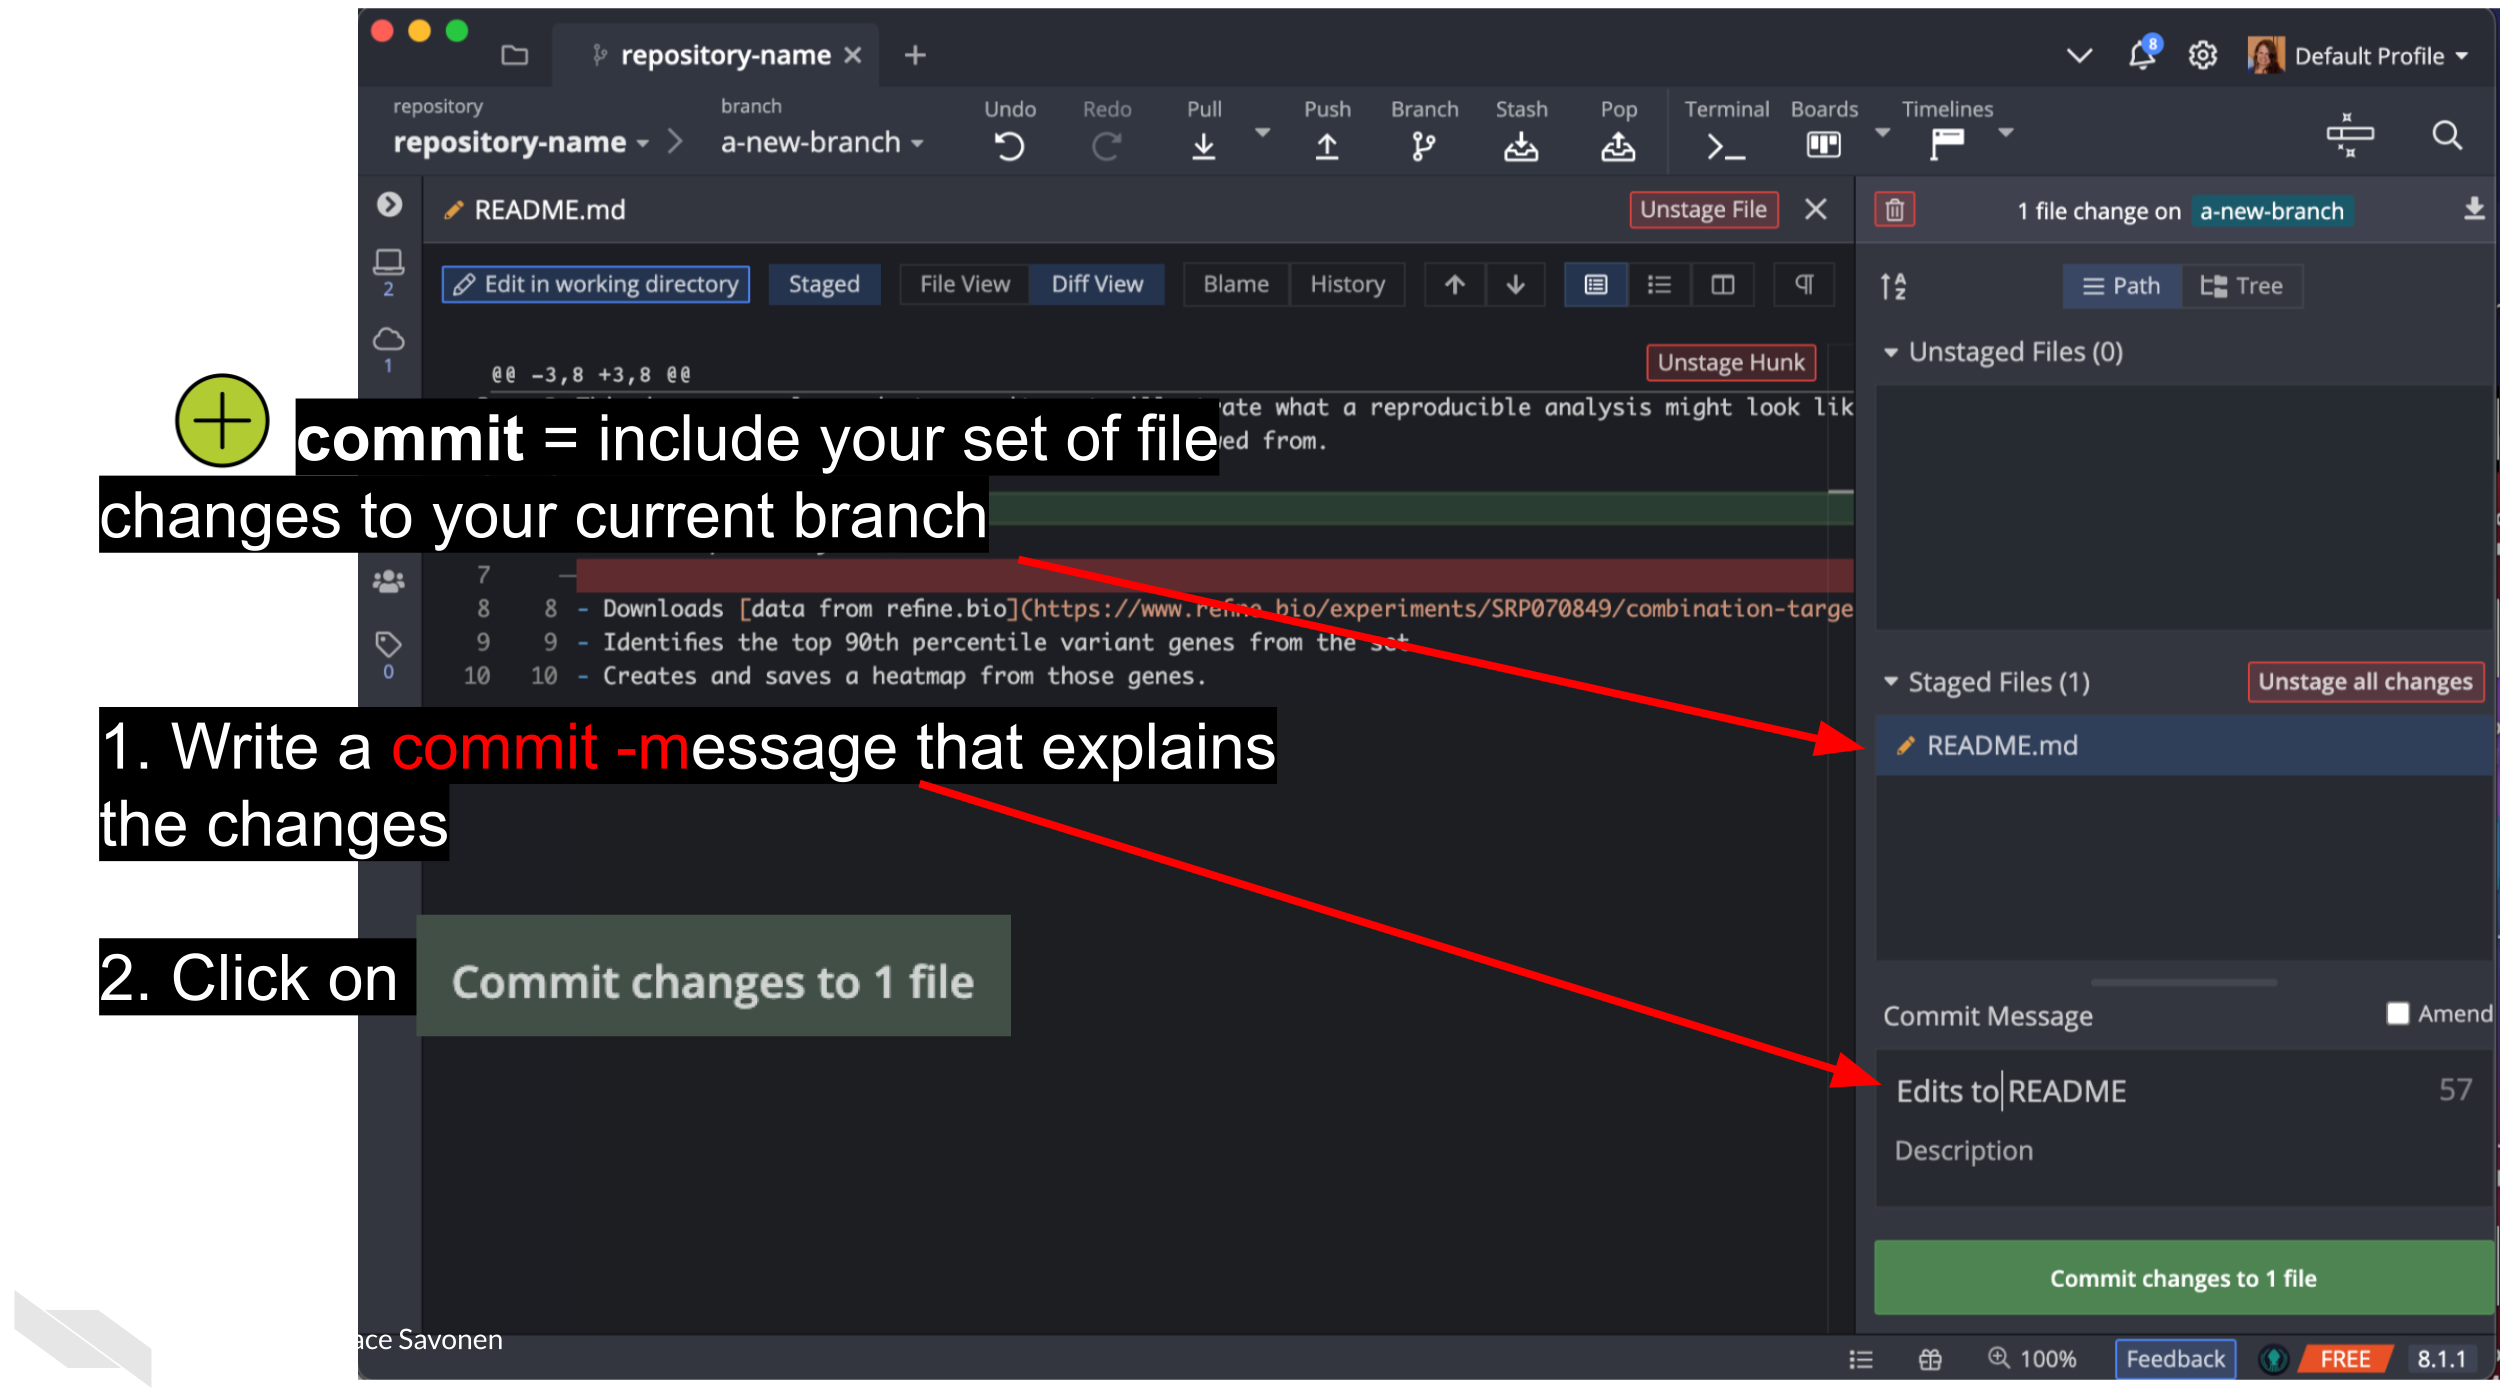 repository-name
8
Default Profile
repository
repository-name
branch
a-new-branch
Undo
Redo
Pull
Push
Branch
Stash
Pop
Terminal
Boards
Timelines
README.md
Unstage File
1 file change on a-new-branch
2
Edit in working directory
Staged
File View
Diff View
Blame
History
Path
Tree
1
@@ -3,8 +3,8 @@
Unstage Hunk
Unstaged Files (0)
what a reproducible analysis might look lik
from.
commit = include your set of file
changes to your current branch
7
8 8 - Downloads [data from refine.bio](https://www.refine.bio/experiments/SRP070849/combination-targe
9 9 - Identifies the top 90th percentile variant genes from the set
10 10 - Creates and saves a heatmap from those genes.
0
Staged Files (1)
Unstage all changes
README.md
1. Write a commit -message that explains
the changes
2. Click on Commit changes to 1 file
Commit Message
Amend
Edits to README
57
Description
Commit changes to 1 file
Savonen
100%
Feedback
FREE
8.1.1